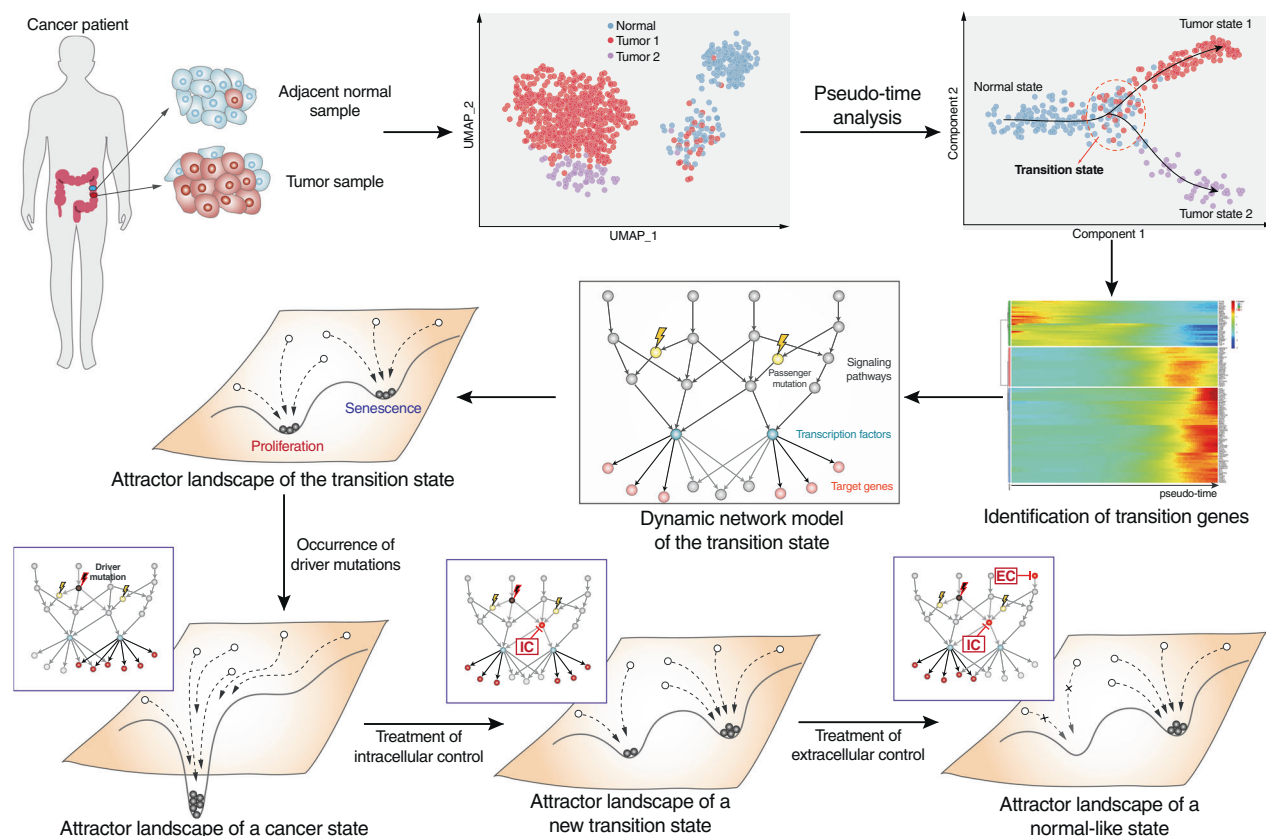 Cancer patient
Adjacent normal
sample
Tumor sample
Normal
Tumor 1
Tumor 2
UMAP_2
UMAP_1
Pseudo-time
analysis
Tumor state 1
Normal state
Transition state
Tumor state 2
Component 2
Component 1
pseudo-time
Identification of transition genes
Signaling
pathways
Passenger
mutation
Transcription factors
Target genes
Dynamic network model
of the transition state
Senescence
Proliferation
Attractor landscape of the transition state
Occurrence of
driver mutations
Driver
mutation
Attractor landscape of a cancer state
Treatment of
intracellular control
IC
Attractor landscape of a
new transition state
Treatment of
extracellular control
EC
IC
Attractor landscape of a
normal-like state